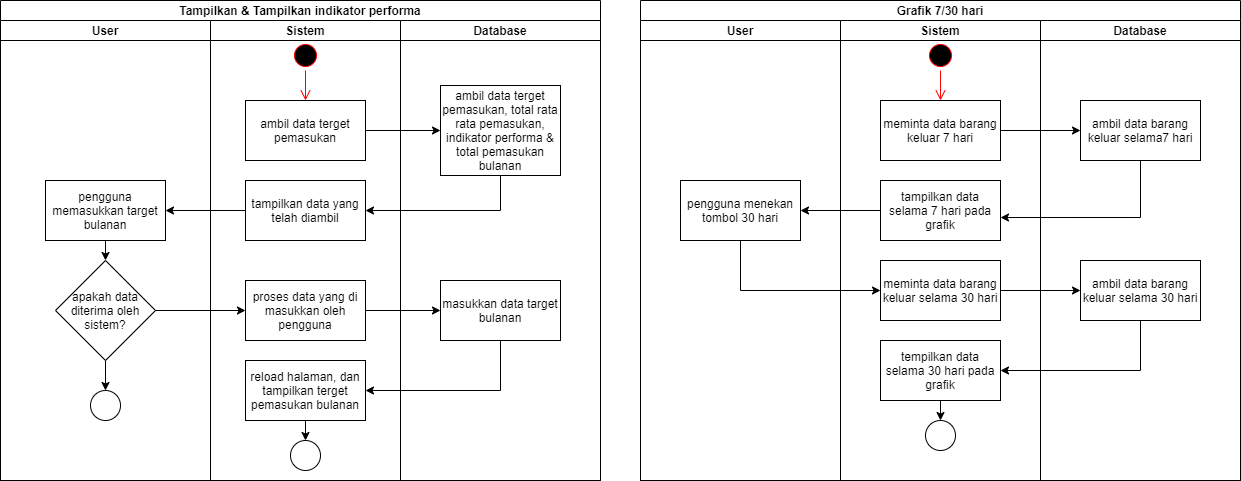 Tampilkan & Tampilkan indikator performa
User
Sistem
Database
ambil data terget
pemasukan
ambil data terget
pemasukan, total rata
rata pemasukan,
indikator performa &
total pemasukan
bulanan
pengguna
memasukkan target
bulanan
tampilkan data yang
telah diambil
apakah data
diterima oleh
sistem?
proses data yang di
masukkan oleh
pengguna
masukkan data target
bulanan
reload halaman, dan
tampilkan terget
pemasukan bulanan
Grafik 7/30 hari
User
Sistem
Database
meminta data barang
keluar 7 hari
ambil data barang
keluar selama7 hari
pengguna menekan
tombol 30 hari
tampilkan data
selama 7 hari pada
grafik
meminta data barang
keluar selama 30 hari
ambil data barang
keluar selama 30 hari
tempilkan data
selama 30 hari pada
grafik